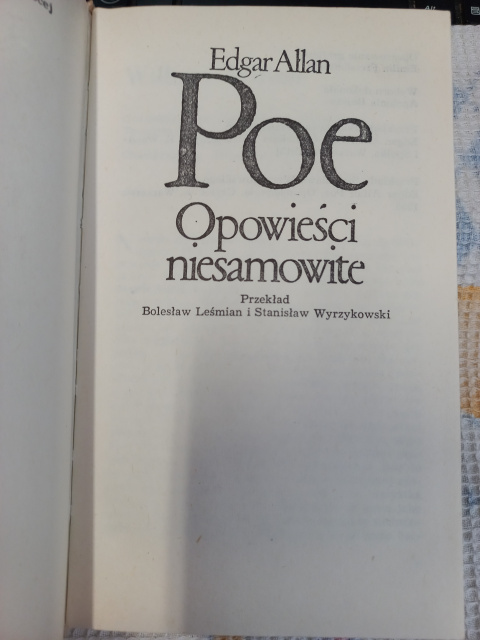 Edgar Allan
Poe
Opowieści
niesamowite
Przekład
Bolesław Leśmian i Stanisław Wyrzykowski